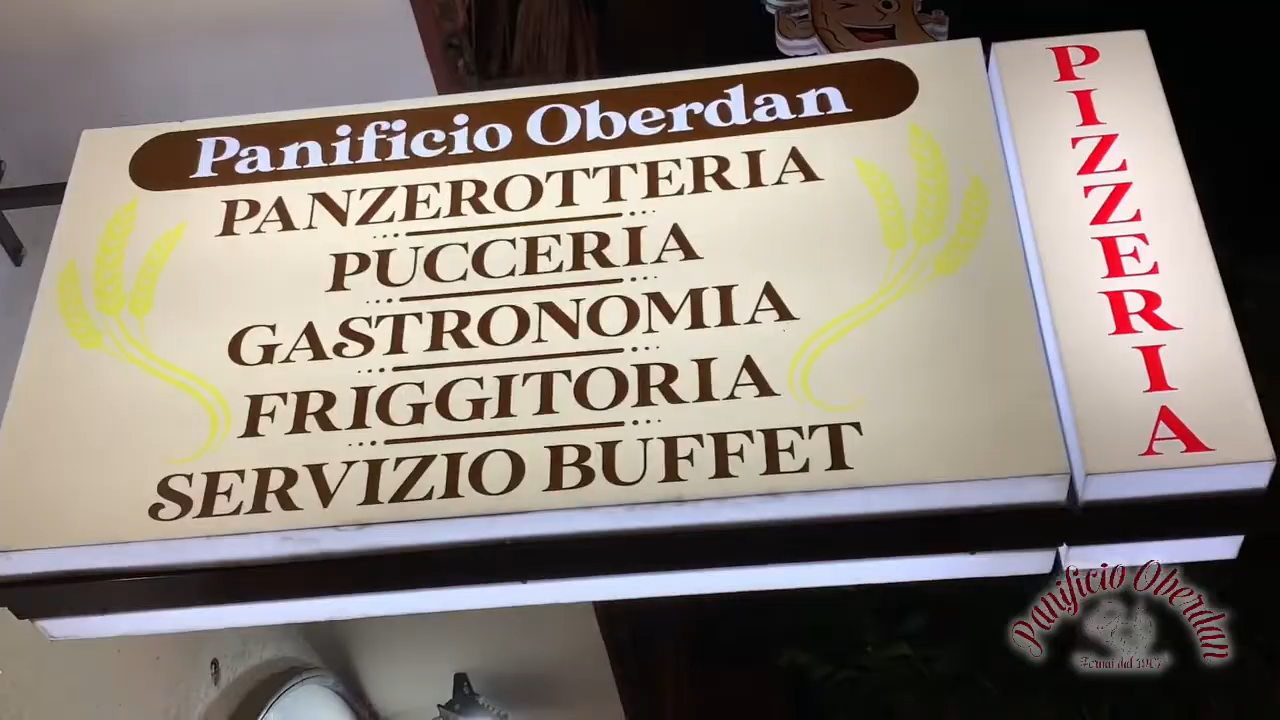 Panificio Oberdan
PANZEROTTERIA
PUCCERIA
GASTRONOMIA
FRIGGITORIA
SERVIZIO BUFFET
PIZZERIA
Panificio Oberdan